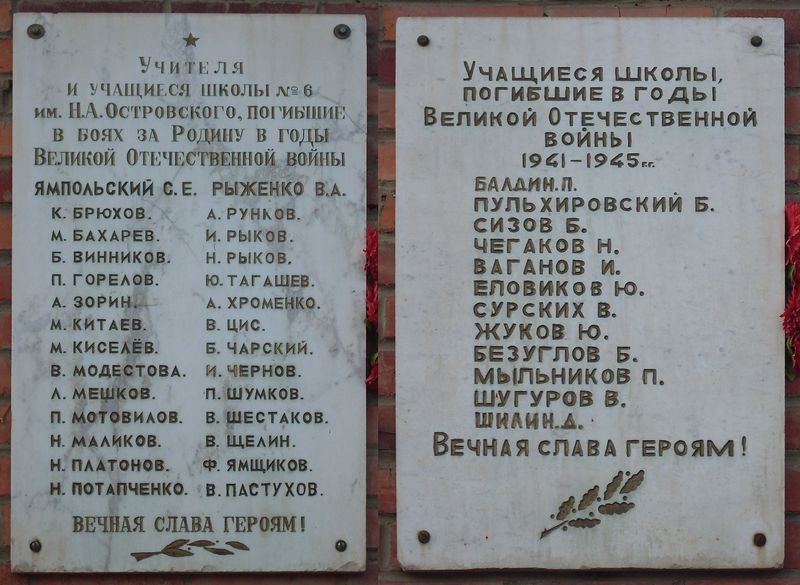 Учителя
и учащиеся школы №6
им. Н.А.Островского, погибшие
в боях за Родину в годы
Великой Отечественной войны
ЯМПОЛЬСКИЙ С.Е. РЫЖЕНКО В.А.
К. БРЮХОВ. А. РУНКОВ.
М. БАХАРЕВ. И. РЫКОВ.
Б. ВИННИКОВ. Н. РЫКОВ.
П. ГОРЕЛОВ. Ю. ТАГАШЕВ.
А. ЗОРИН. А. ХРОМЕНКО.
М. КИТАЕВ. В. ЦИС.
М. КИСЕЛЁВ. Б. ЧАРСКИЙ.
В. МОДЕСТОВА. И. ЧЕРНОВ.
Л. МЕШКОВ. П. ШУМКОВ.
П. МОТОВИЛОВ. В. ШЕСТАКОВ.
Н. МАЛИКОВ. В. ЩЕЛИН.
Н. ПЛАТОНОВ. Ф. ЯМЩИКОВ.
Н. ПОТАПЧЕНКО. В. ПАСТУХОВ.
ВЕЧНАЯ СЛАВА ГЕРОЯМ!
Учащиеся школы,
погибшие в годы
Великой Отечественной
войны
1941–1945 г.г.
БАЛДИН.П.
ПУЛЬХИРОВСКИЙ Б.
СИЗОВ Б.
ЧЕГАКОВ Н.
ВАГАНОВ И.
ЕЛОВИКОВ Ю.
СУРСКИХ В.
ЖУКОВ Ю.
БЕЗУГЛОВ Б.
МЫЛЬНИКОВ П.
ШУГУРОВ В.
ШИЛИН.Д.
ВЕЧНАЯ СЛАВА ГЕРОЯМ!